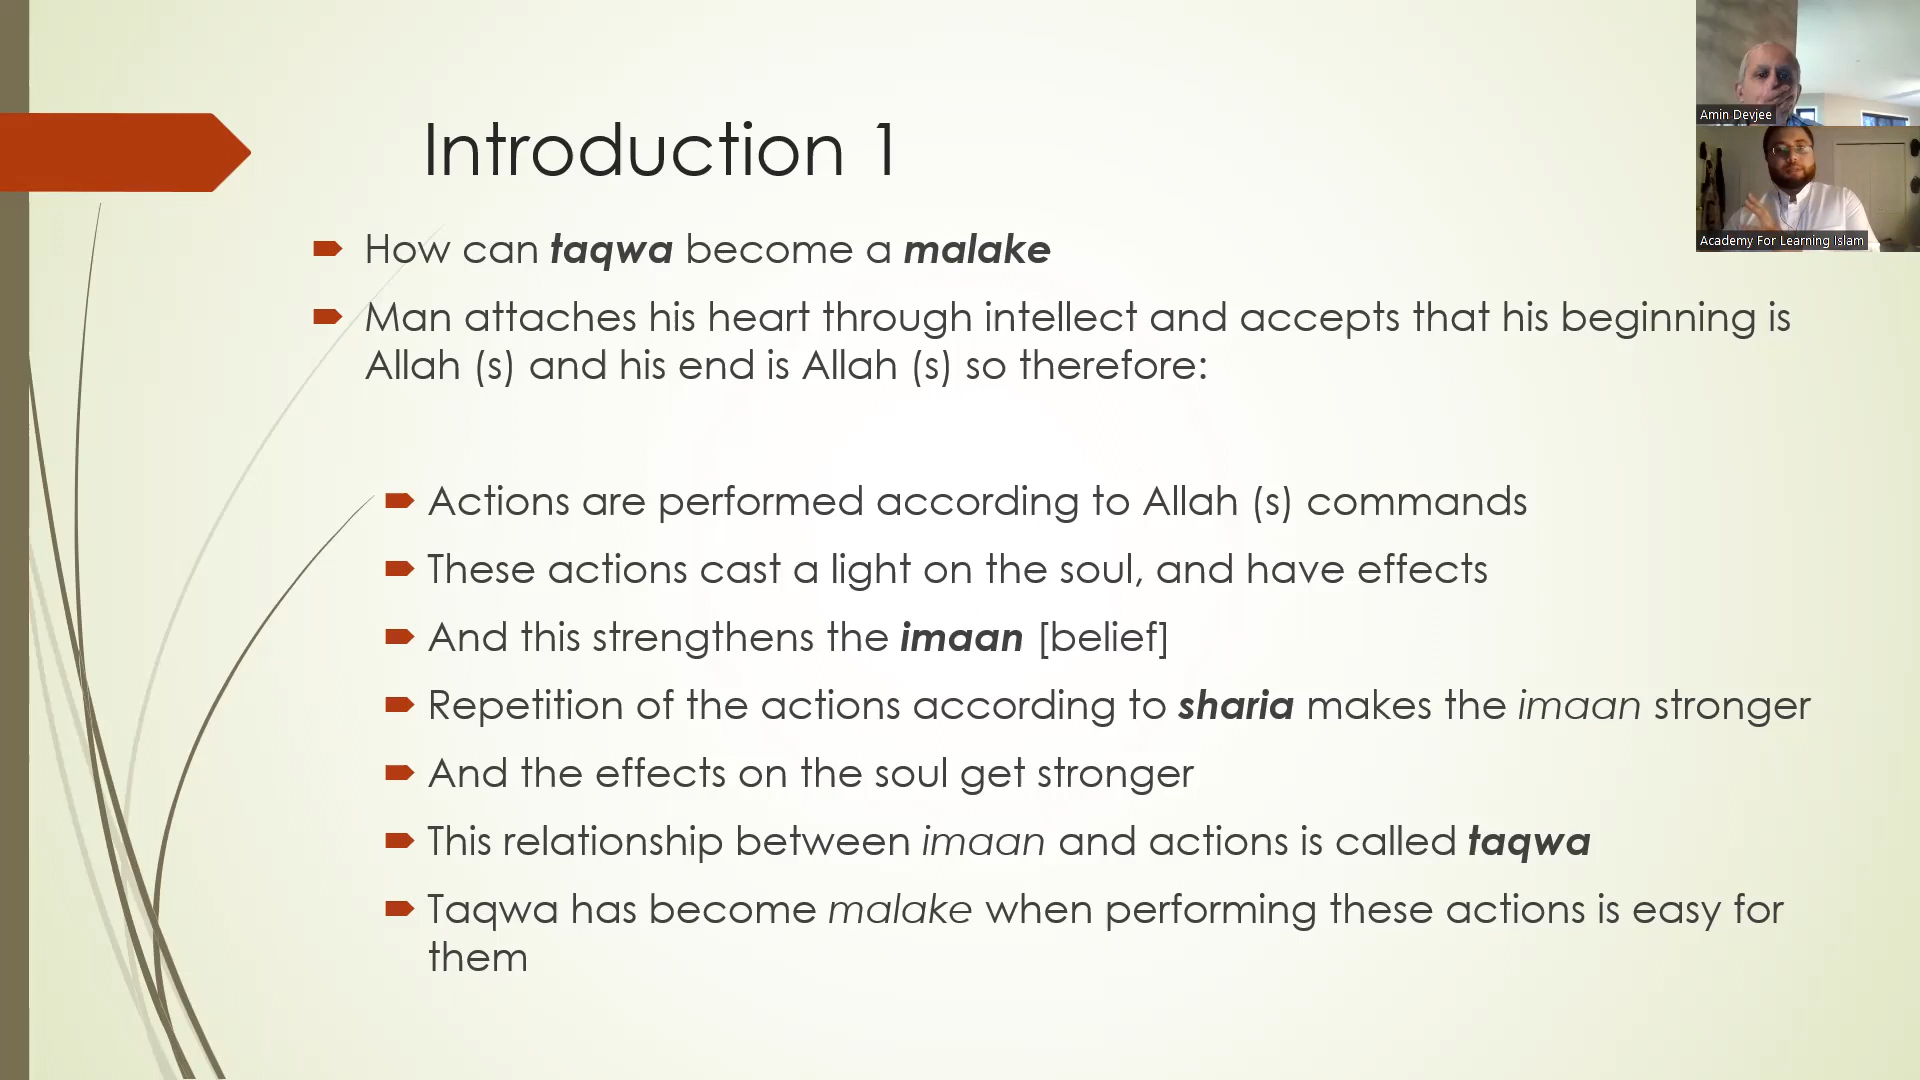 Introduction 1
How can taqwa become a malake
Man attaches his heart through intellect and accepts that his beginning is
Allah (s) and his end is Allah (s) so therefore:
Actions are performed according to Allah (s) commands
These actions cast a light on the soul, and have effects
And this strengthens the imaan [belief]
Repetition of the actions according to sharia makes the imaan stronger
And the effects on the soul get stronger
This relationship between imaan and actions is called taqwa
Taqwa has become malake when performing these actions is easy for
them
Amin Devjee
Academy For Learning Islam